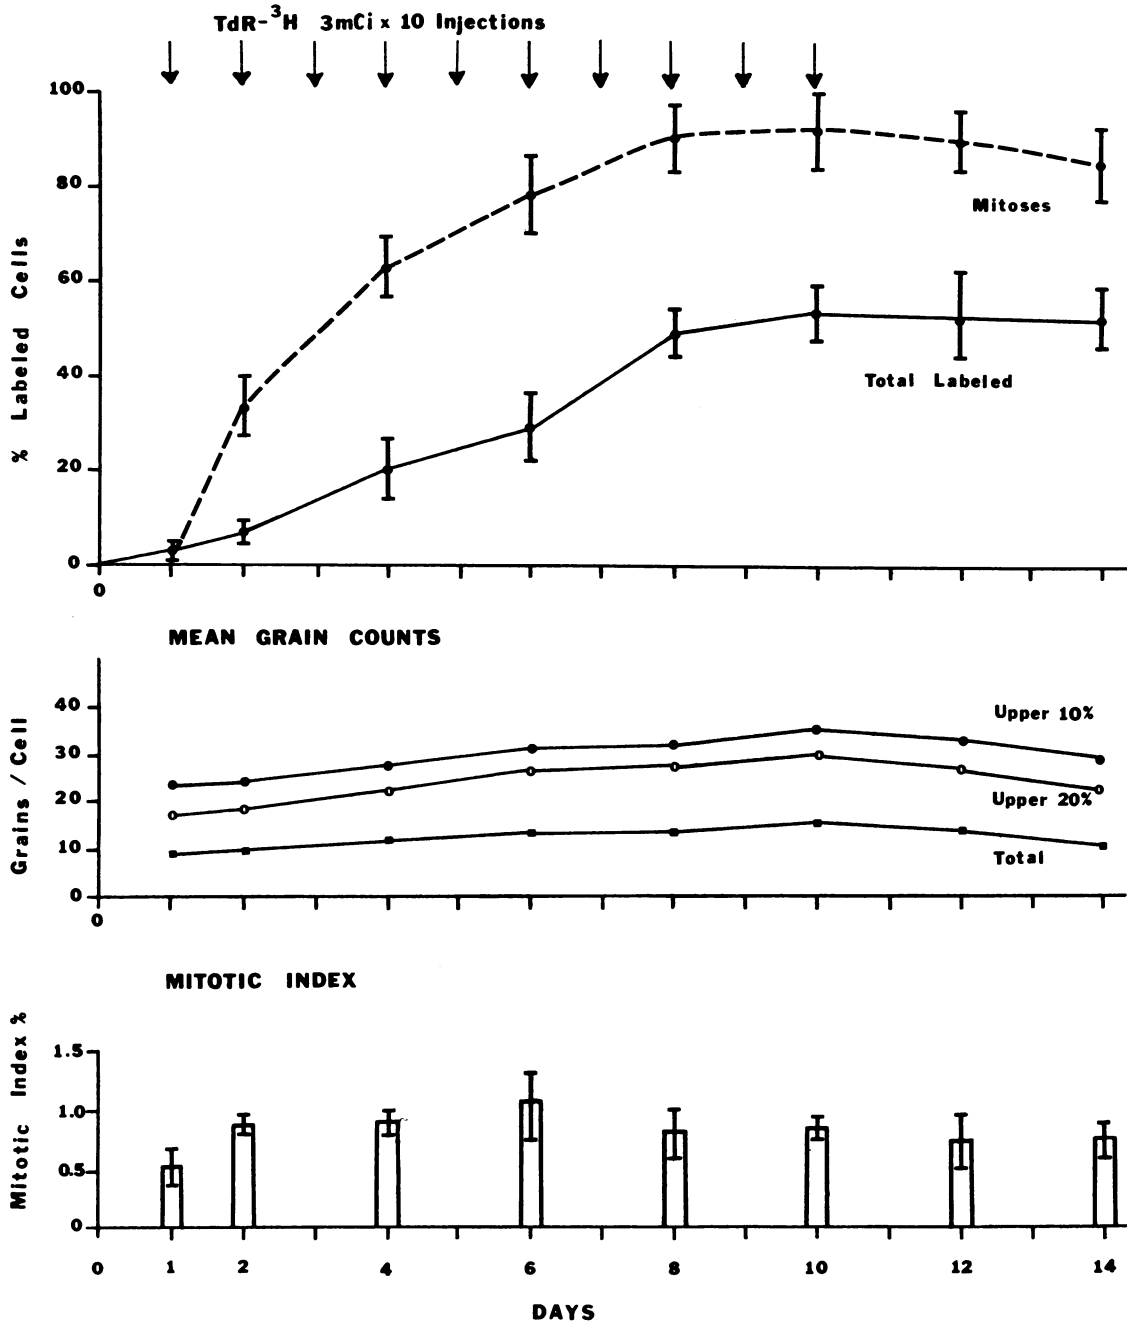 TdR-³H 3mCi x 10 Injections
100
80
60
40
20
0
0
% Labeled Cells
Mitoses
Total Labeled
MEAN GRAIN COUNTS
40
30
20
10
0
0
Grains / Cell
Upper 10%
Upper 20%
Total
MITOTIC INDEX
1.5
1.0
0.5
0
Mitotic Index %
0 1 2 4 6 8 10 12 14
DAYS